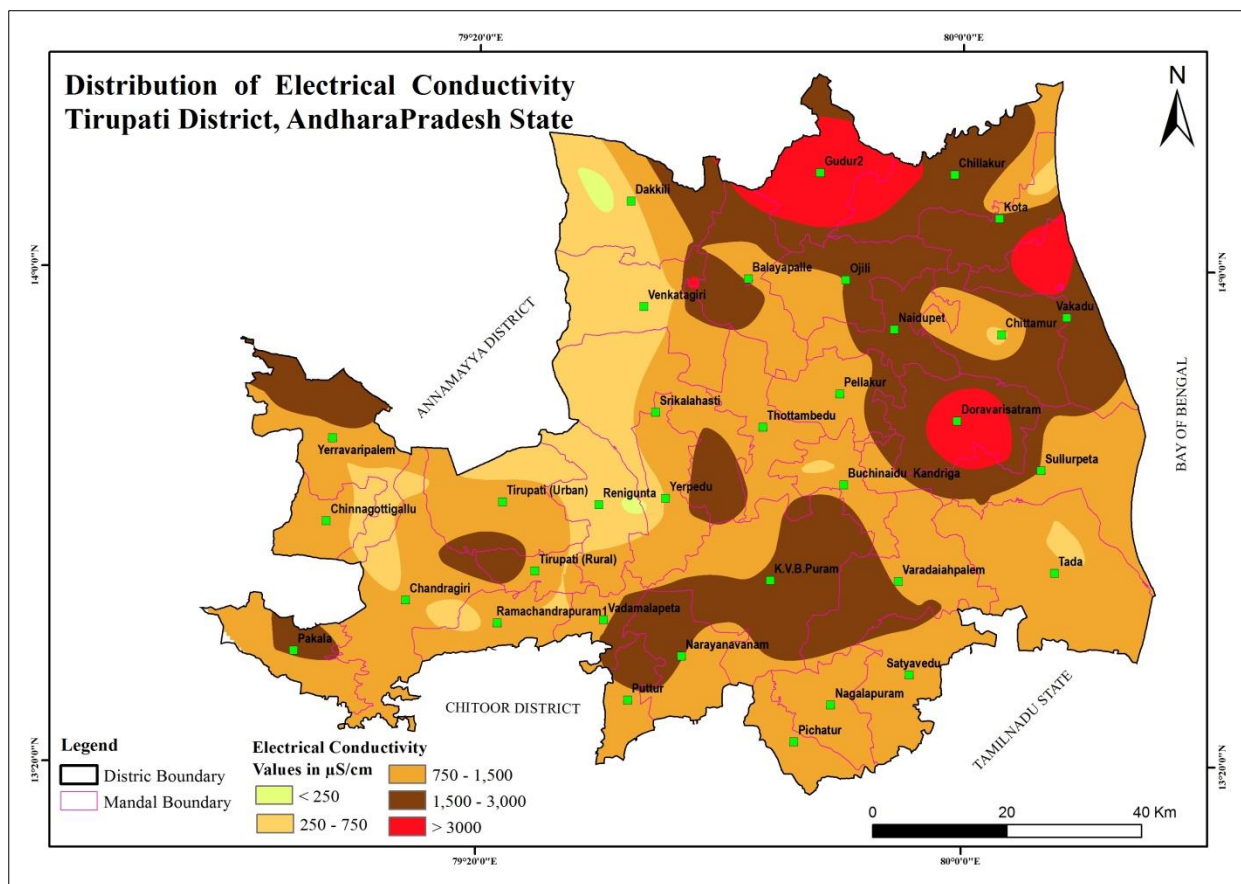 79°20'0"E
80°0'0"E
Distribution of Electrical Conductivity
Tirupati District, AndharaPradesh State
N
Gudur2
Chillakur
Dakkili
Kota
14°0'0"N
14°0'0"N
Balayapalle
Ojili
Venkatagiri
Vakadu
Naidupet
Chittamur
ANNAMAYYA DISTRICT
BAY OF BENGAL
Pellakur
Srikalahasti
Doravarisatram
Thottambedu
Yerravaripalem
Sullurpeta
Buchinaidu Kandriga
Tirupati (Urban)
Renigunta
Yerpedu
Chinnagottigallu
Tirupati (Rural)
K.V.B.Puram
Varadaiahpalem
Tada
Chandragiri
Ramachandrapuram1
Vadamalapeta
Pakala
Narayanavanam
Satyavedu
Puttur
Nagalapuram
CHITOOR DISTRICT
TAMILNADU STATE
Pichatur
13°20'0"N
13°20'0"N
Legend
Distric Boundary
Mandal Boundary
Electrical Conductivity
Values in µS/cm
< 250
250 - 750
750 - 1,500
1,500 - 3,000
> 3000
0 20 40 Km
79°20'0"E
80°0'0"E